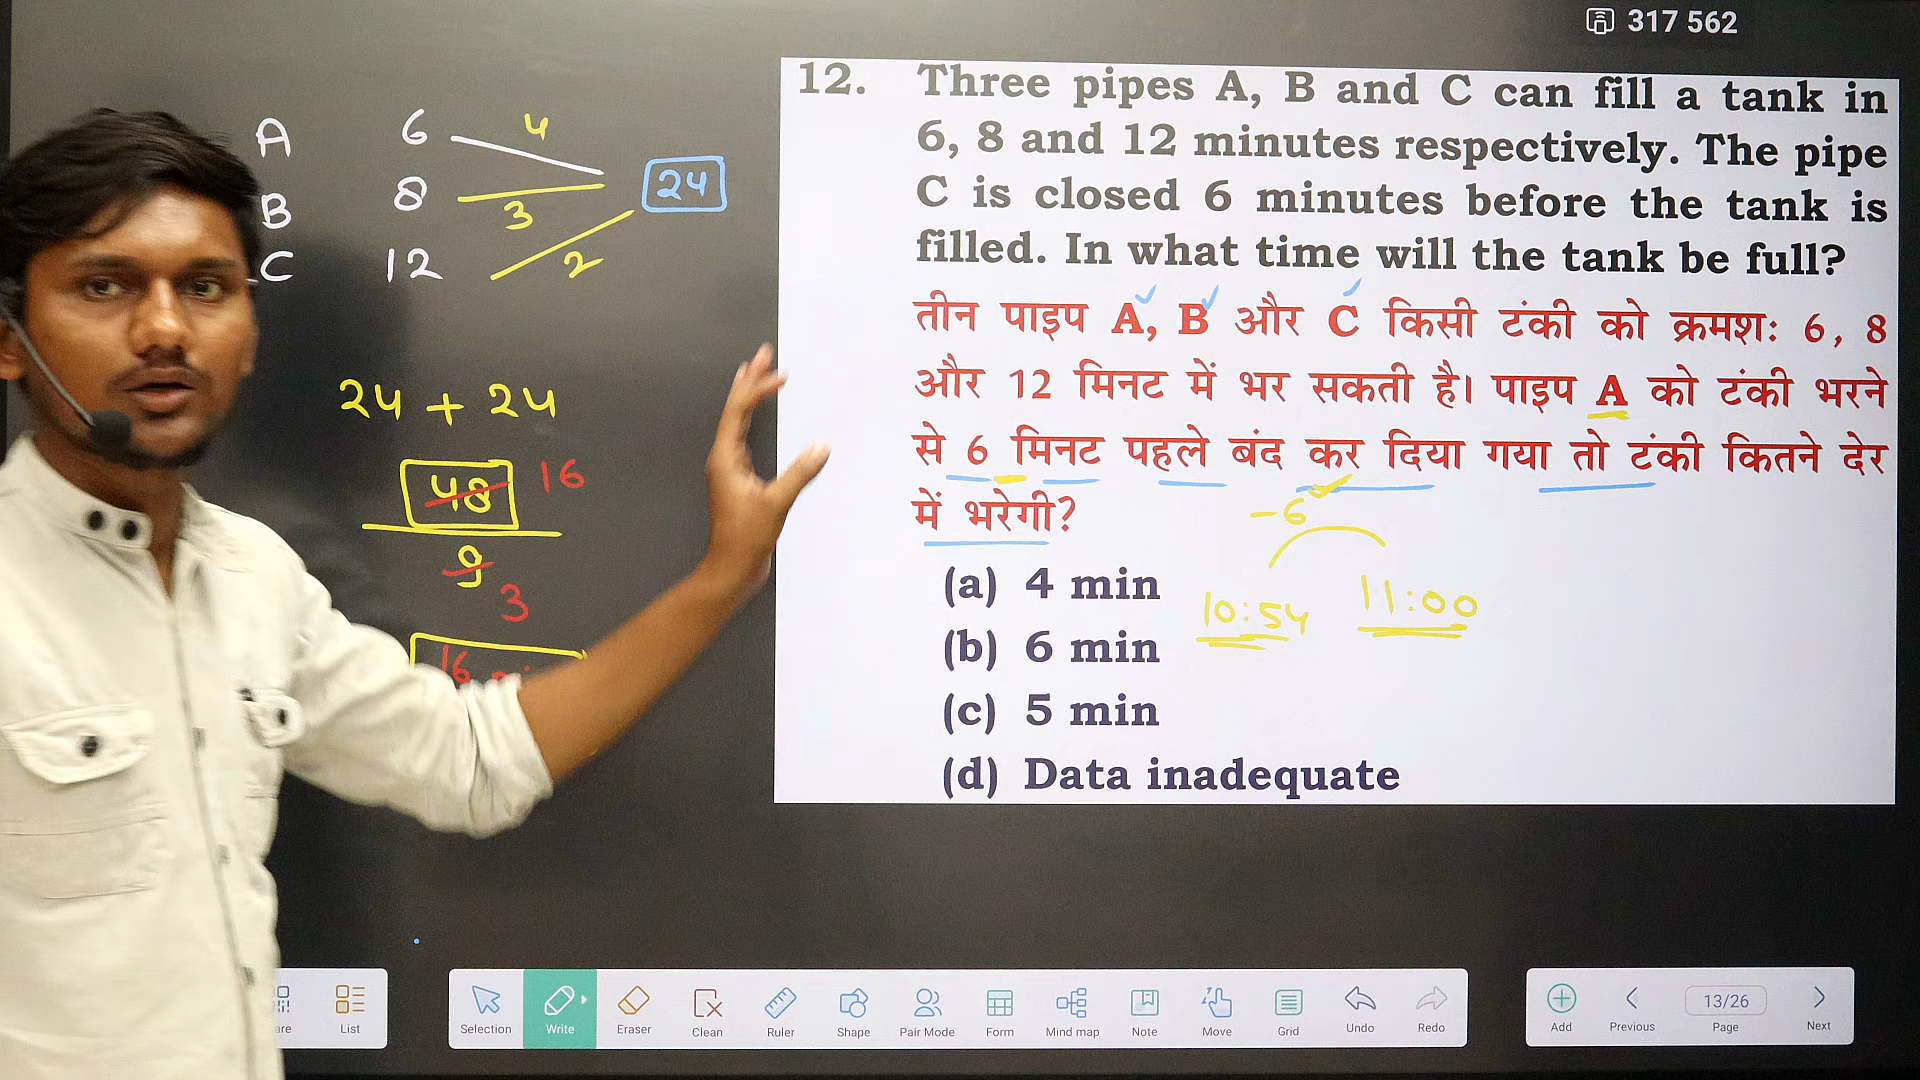 317 562
A 6 4
B 8 3 24
C 12 2
24 + 24
48 16
9
3
16
12. Three pipes A, B and C can fill a tank in
6, 8 and 12 minutes respectively. The pipe
C is closed 6 minutes before the tank is
filled. In what time will the tank be full?
तीन पाइप A, B और C किसी टंकी को क्रमशः 6, 8
और 12 मिनट में भर सकती है। पाइप A को टंकी भरने
से 6 मिनट पहले बंद कर दिया गया तो टंकी कितने देर
में भरेगी?
-6
(a) 4 min
10:54 11:00
(b) 6 min
(c) 5 min
(d) Data inadequate
are List
Selection Write Eraser Clean Ruler Shape Pair Mode Form Mind map Note Move Grid Undo Redo
13/26
Add Previous Page Next